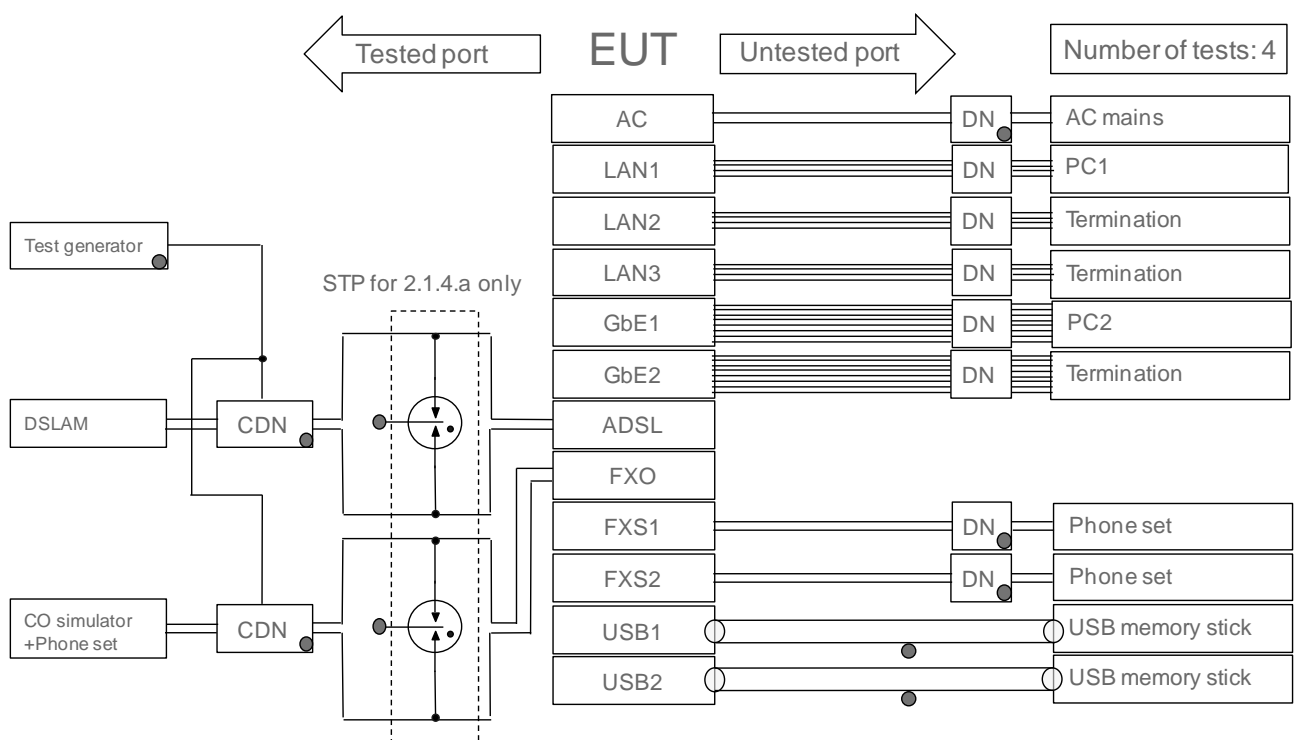 Tested port
EUT
Untested port
Number of tests: 4
AC
DN
AC mains
LAN1
DN
PC1
LAN2
DN
Termination
Test generator
LAN3
DN
Termination
STP for 2.1.4.a only
GbE1
DN
PC2
GbE2
DN
Termination
DSLAM
CDN
ADSL
FXO
FXS1
DN
Phone set
FXS2
DN
Phone set
CO simulator
+Phone set
CDN
USB1
USB memory stick
USB2
USB memory stick